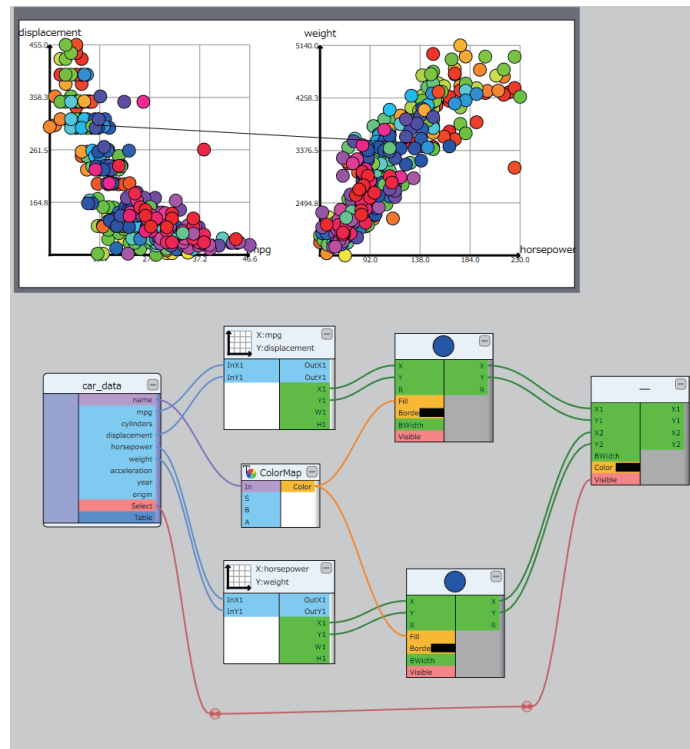 displacement
455.0
358.3
261.5
164.8
27.
37.2
46.6
mpg
weight
5140.0
4258.3
3376.5
2494.8
92.0
138.0
184.0
230.0
horsepower
car_data
name
mpg
cylinders
displacement
horsepower
weight
acceleration
year
origin
Select
Table
X:mpg
Y:displacement
InX1 OutX1
InY1 OutY1
X1
Y1
W1
H1
ColorMap
In Color
S
B
A
X:horsepower
Y:weight
InX1 OutX1
InY1 OutY1
X1
Y1
W1
H1
X X
Y Y
R R
Fill
Borde
BWidth
Visible
X X
Y Y
R R
Fill
Borde
BWidth
Visible
X1 X1
Y1 Y1
X2 X2
Y2 Y2
BWidth
Color
Visible